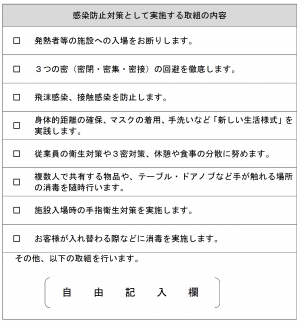 感染防止対策として実施する取組の内容
□ 発熱者等の施設への入場をお断りします。
□ ３つの密（密閉・密集・密接）の回避を徹底します。
□ 飛沫感染、接触感染を防止します。
□ 身体的距離の確保、マスクの着用、手洗いなど「新しい生活様式」を
実践します。
□ 従業員の衛生対策や３密対策、休憩や食事の分散に努めます。
□ 複数人で共有する物品や、テーブル・ドアノブなど手が触れる場所
の消毒を随時行います。
□ 施設入場時の手指衛生対策を実施します。
□ お客様が入れ替わる際などに消毒を実施します。
その他、以下の取組を行います。
自由記入欄